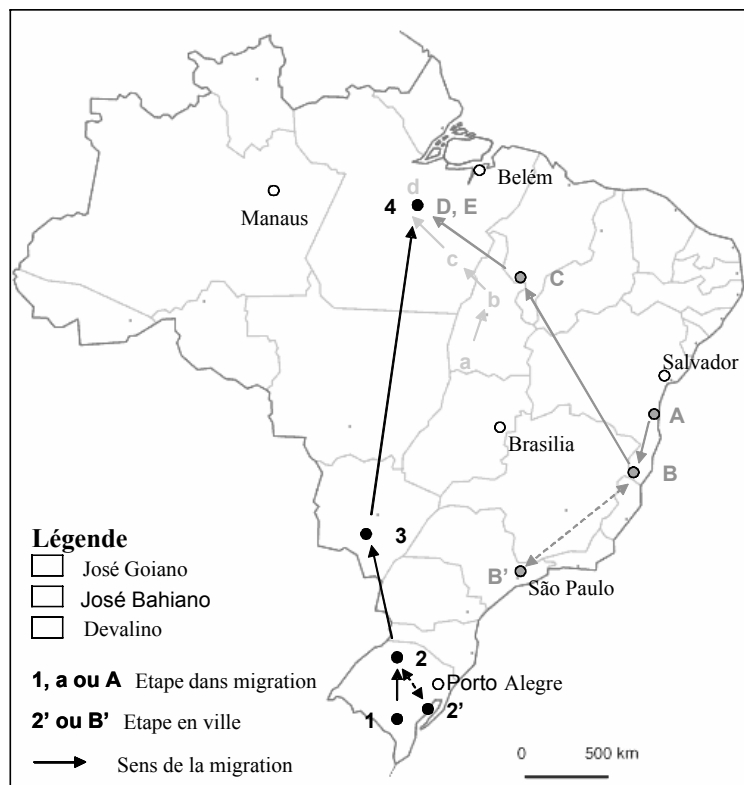 Belém
d
Manaus
4
D, E
c
C
b
a
Salvador
A
Brasilia
B
3
B'
São Paulo
Légende
José Goiano
José Bahiano
Devalino
2
Porto Alegre
1, a ou A Etape dans migration
1
2'
2' ou B' Etape en ville
Sens de la migration
0 500 km